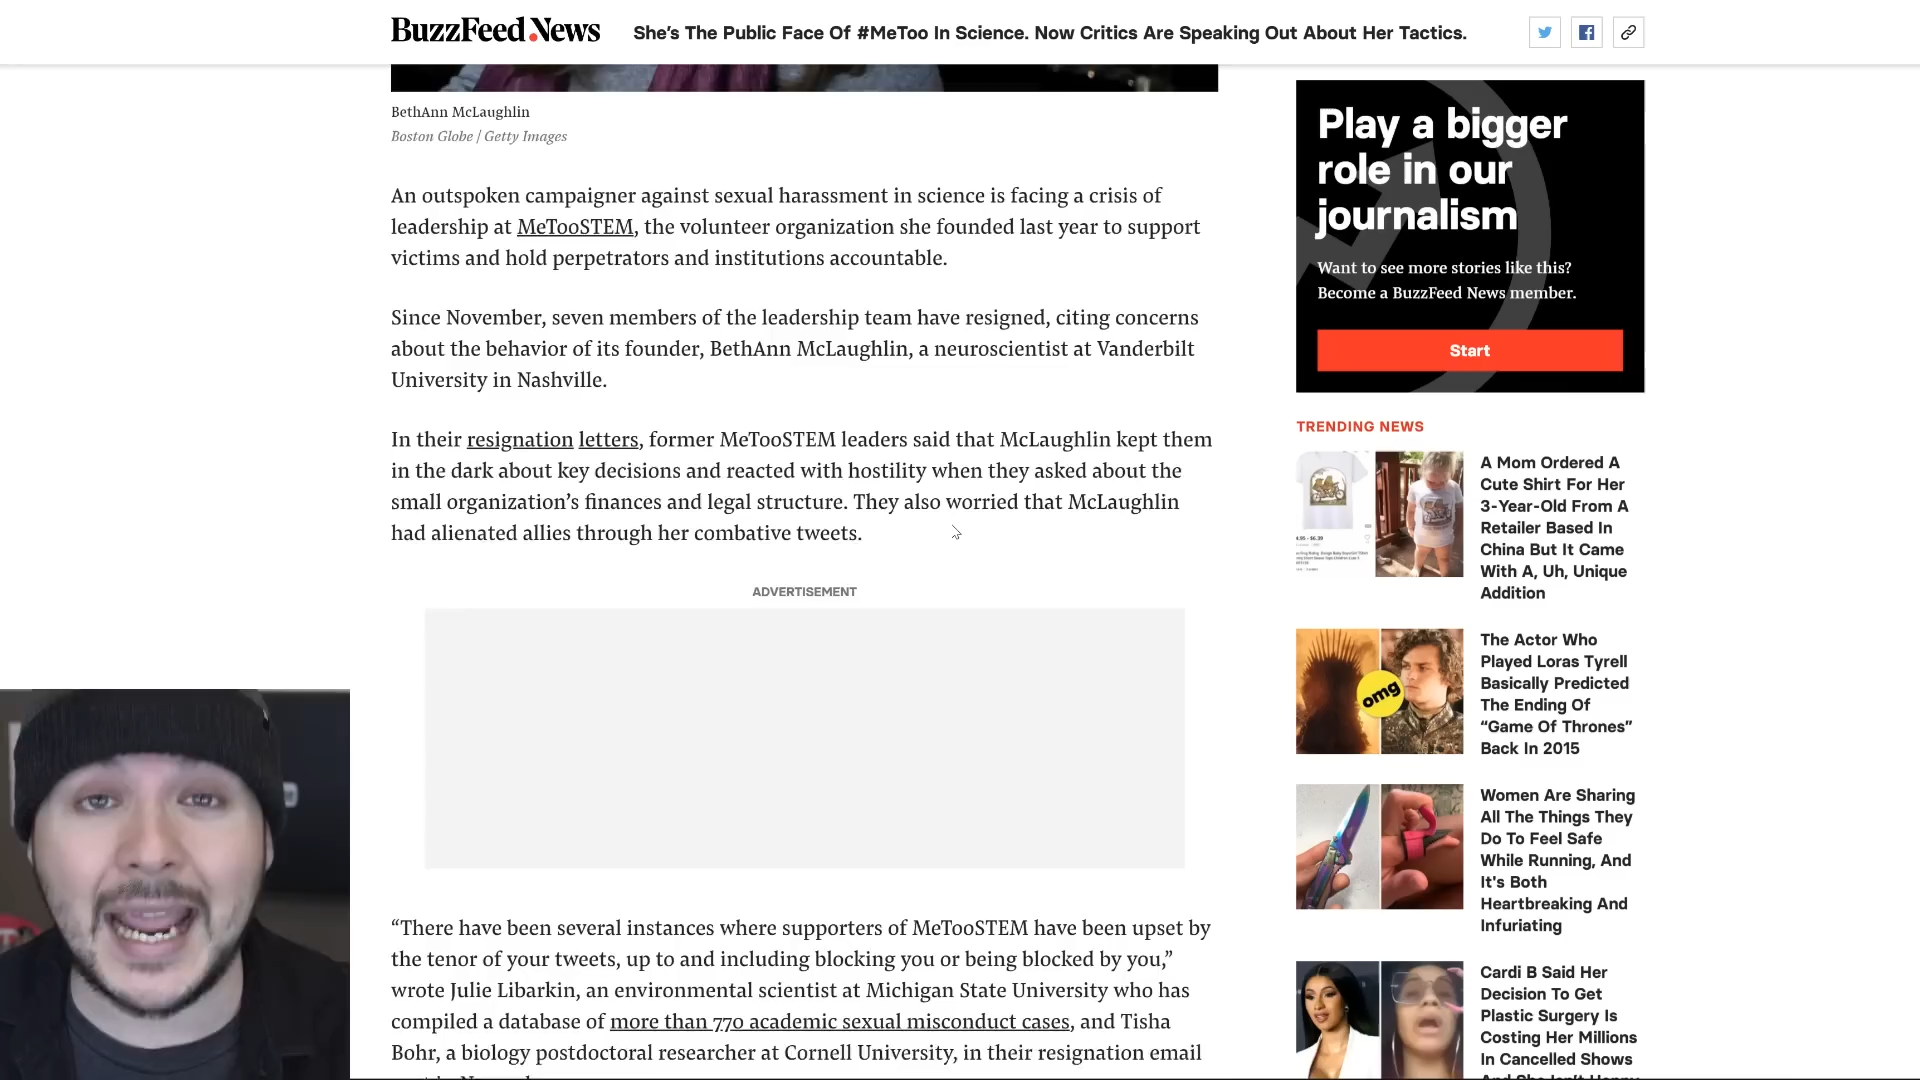 BuzzFeed News
She's The Public Face Of #MeToo In Science. Now Critics Are Speaking Out About Her Tactics.
BethAnn McLaughlin
Boston Globe / Getty Images
An outspoken campaigner against sexual harassment in science is facing a crisis of
leadership at MeTooSTEM, the volunteer organization she founded last year to support
victims and hold perpetrators and institutions accountable.
Since November, seven members of the leadership team have resigned, citing concerns
about the behavior of its founder, BethAnn McLaughlin, a neuroscientist at Vanderbilt
University in Nashville.
In their resignation letters, former MeTooSTEM leaders said that McLaughlin kept them
in the dark about key decisions and reacted with hostility when they asked about the
small organization's finances and legal structure. They also worried that McLaughlin
had alienated allies through her combative tweets.
ADVERTISEMENT
“There have been several instances where supporters of MeTooSTEM have been upset by
the tenor of your tweets, up to and including blocking you or being blocked by you,”
wrote Julie Libarkin, an environmental scientist at Michigan State University who has
compiled a database of more than 770 academic sexual misconduct cases, and Tisha
Bohr, a biology postdoctoral researcher at Cornell University, in their resignation email
Play a bigger
role in our
journalism
Want to see more stories like this?
Become a BuzzFeed News member.
Start
TRENDING NEWS
A Mom Ordered A
Cute Shirt For Her
3-Year-Old From A
Retailer Based In
China But It Came
With A, Uh, Unique
Addition
omg
The Actor Who
Played Loras Tyrell
Basically Predicted
The Ending Of
“Game Of Thrones”
Back In 2015
Women Are Sharing
All The Things They
Do To Feel Safe
While Running, And
It's Both
Heartbreaking And
Infuriating
Cardi B Said Her
Decision To Get
Plastic Surgery Is
Costing Her Millions
In Cancelled Shows